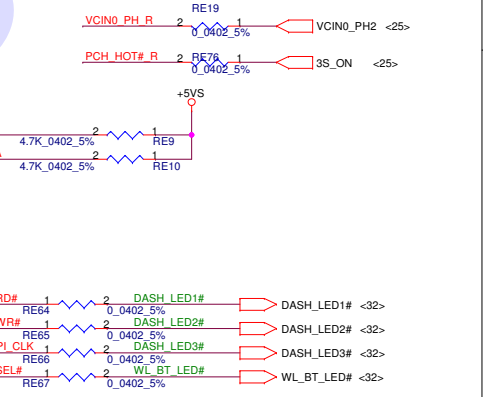 RE19
VCIN0_PH_R 2 1 VCIN0_PH2 <25>
0_0402_5%
PCH_HOT#_R 2 RE76 1 3S_ON <25>
0_0402_5%
+5VS
2 1
4.7K_0402_5% RE9
2 1
4.7K_0402_5% RE10
RD# 1 2 DASH_LED1# DASH_LED1# <32>
RE64 0_0402_5%
WR# 1 2 DASH_LED2# DASH_LED2# <32>
RE65 0_0402_5%
PI_CLK 1 2 DASH_LED3# DASH_LED3# <32>
RE66 0_0402_5%
SEL# 1 2 WL_BT_LED# WL_BT_LED# <32>
RE67 0_0402_5%